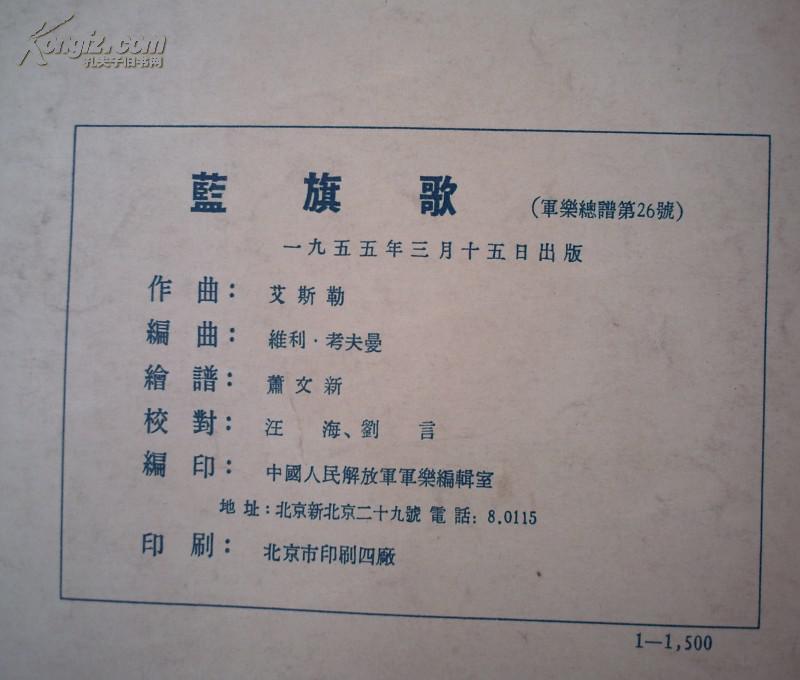 Kongfz.com
孔夫子旧书网
藍旗歌 (軍樂總譜第26號)
一九五五年三月十五日出版
作曲: 艾斯勒
編曲: 維利·考夫曼
繪譜: 蕭文新
校對: 汪海、劉言
編印: 中國人民解放軍軍樂編輯室
地址:北京新北京二十九號 電話: 8.0115
印刷: 北京市印刷四廠
1—1,500